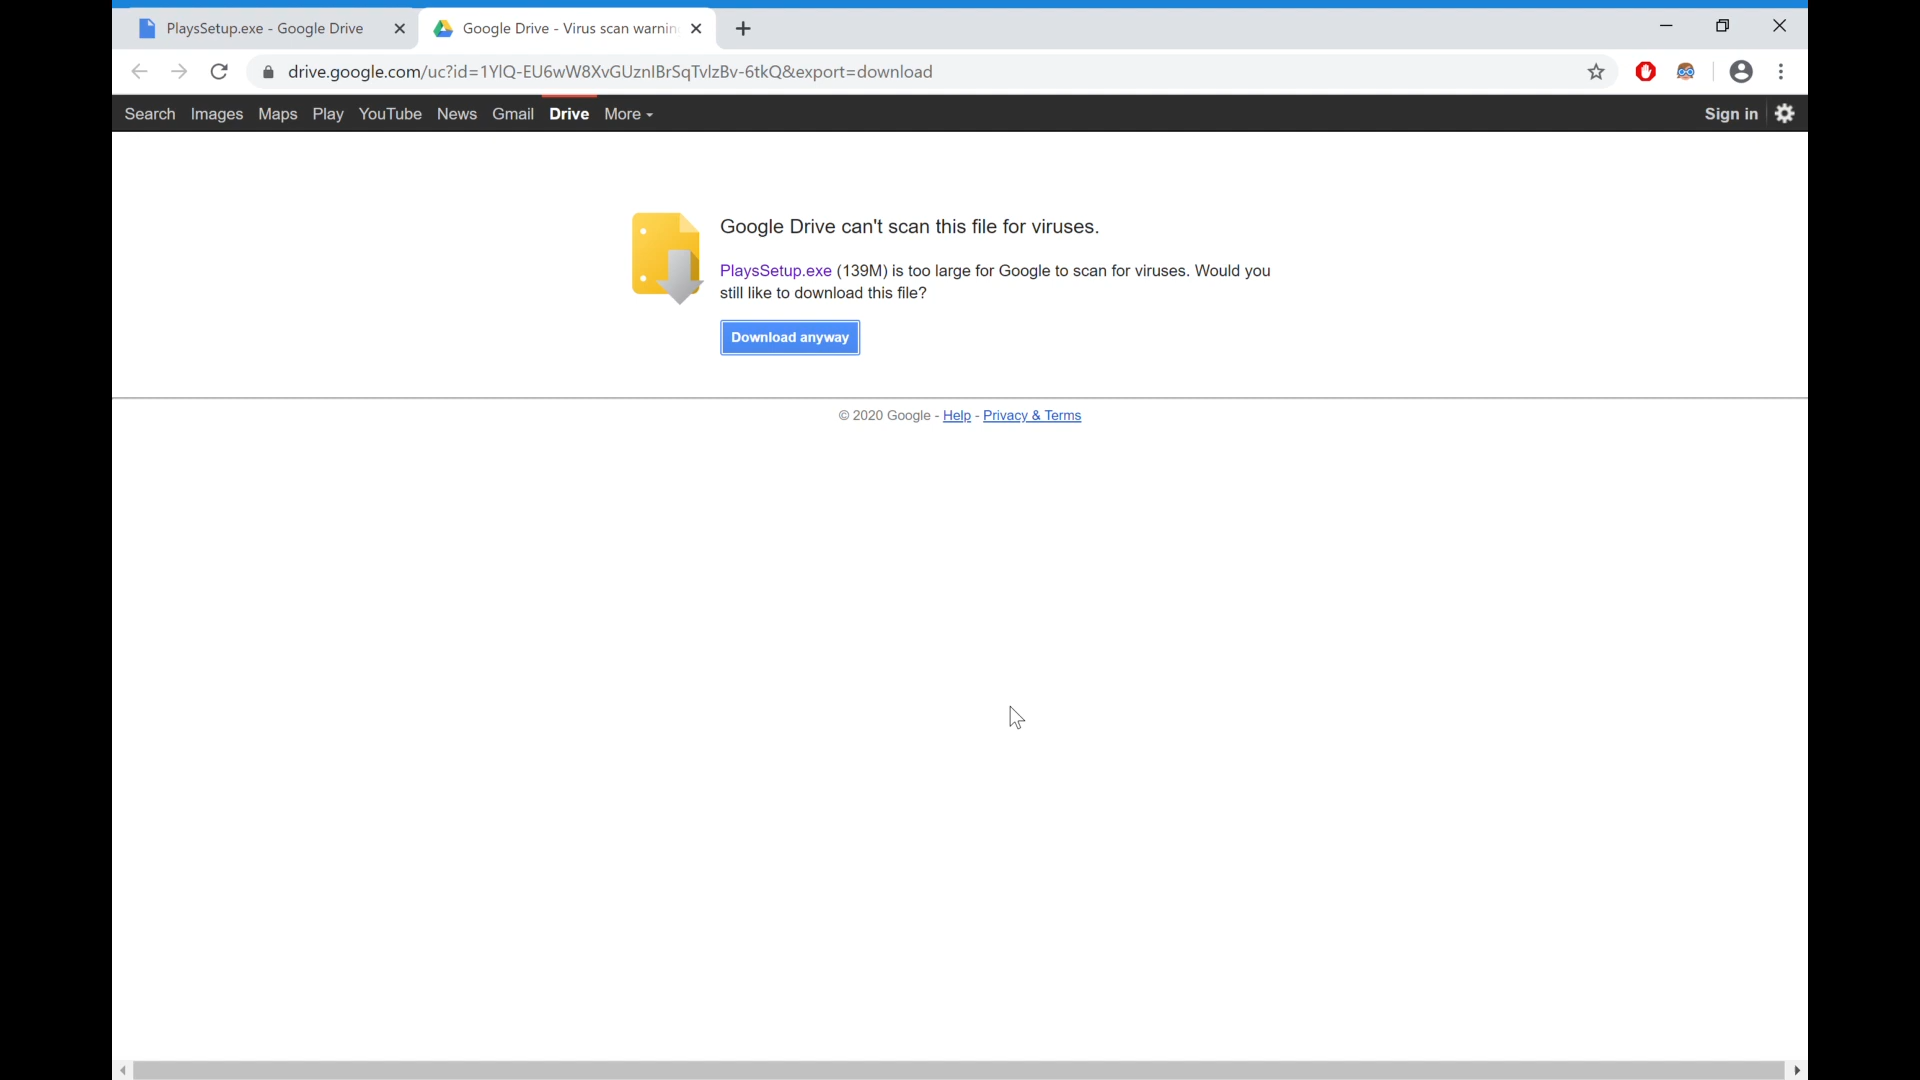 PlaysSetup.exe - Google Drive
Google Drive - Virus scan warnin
drive.google.com/uc?id=1YlQ-EU6wW8XvGUznlBrSqTvlzBv-6tkQ&export=download
Search Images Maps Play YouTube News Gmail Drive More
Sign in
Google Drive can't scan this file for viruses.
PlaysSetup.exe (139M) is too large for Google to scan for viruses. Would you
still like to download this file?
Download anyway
© 2020 Google - Help - Privacy & Terms